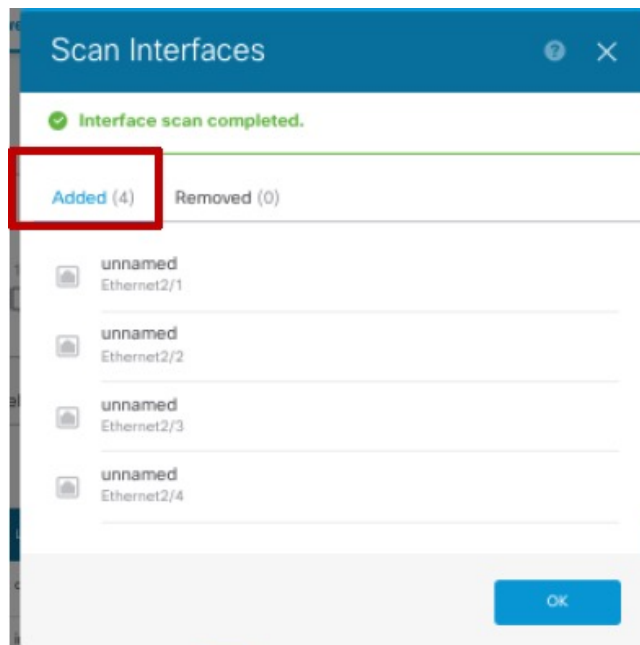 Scan Interfaces
Interface scan completed.
Added (4) Removed (0)
unnamed
Ethernet2/1
unnamed
Ethernet2/2
unnamed
Ethernet2/3
unnamed
Ethernet2/4
OK